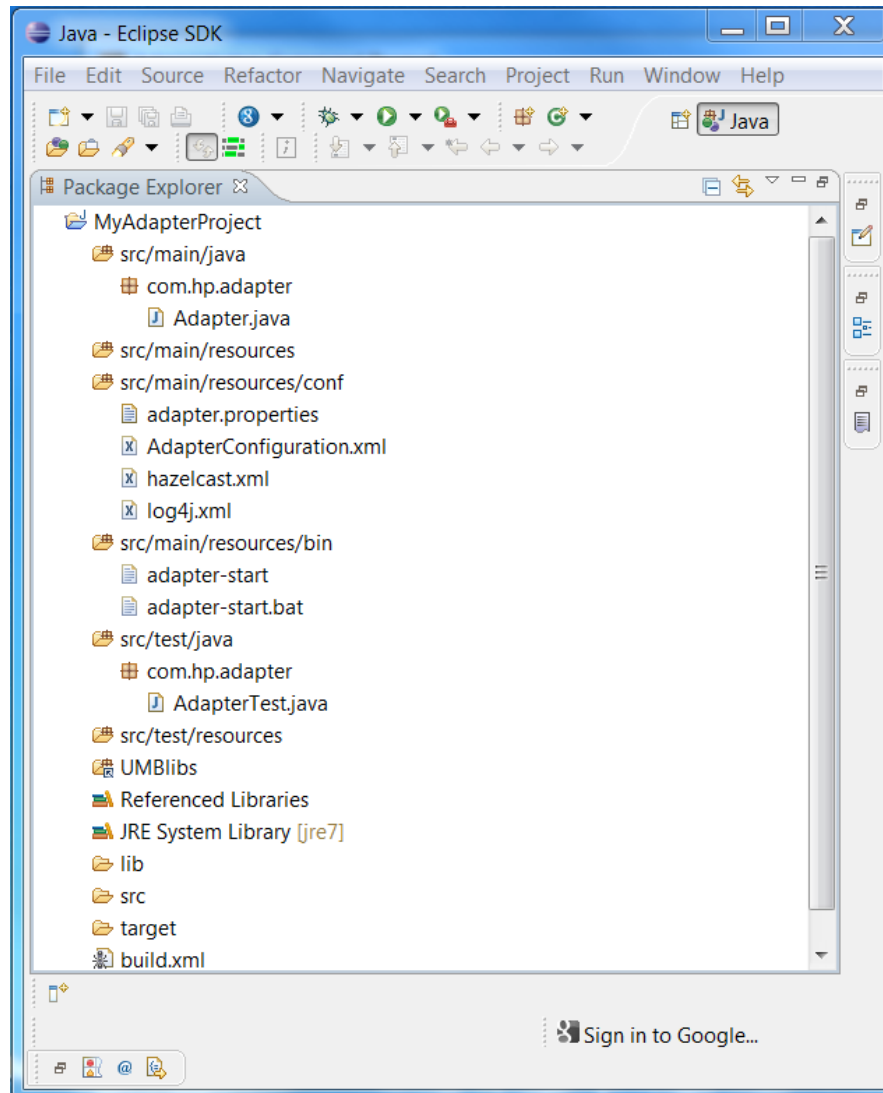 Java - Eclipse SDK
File Edit Source Refactor Navigate Search Project Run Window Help
Java
Package Explorer
MyAdapterProject
src/main/java
com.hp.adapter
Adapter.java
src/main/resources
src/main/resources/conf
adapter.properties
AdapterConfiguration.xml
hazelcast.xml
log4j.xml
src/main/resources/bin
adapter-start
adapter-start.bat
src/test/java
com.hp.adapter
AdapterTest.java
src/test/resources
UMBlibs
Referenced Libraries
JRE System Library [jre7]
lib
src
target
build.xml
Sign in to Google...